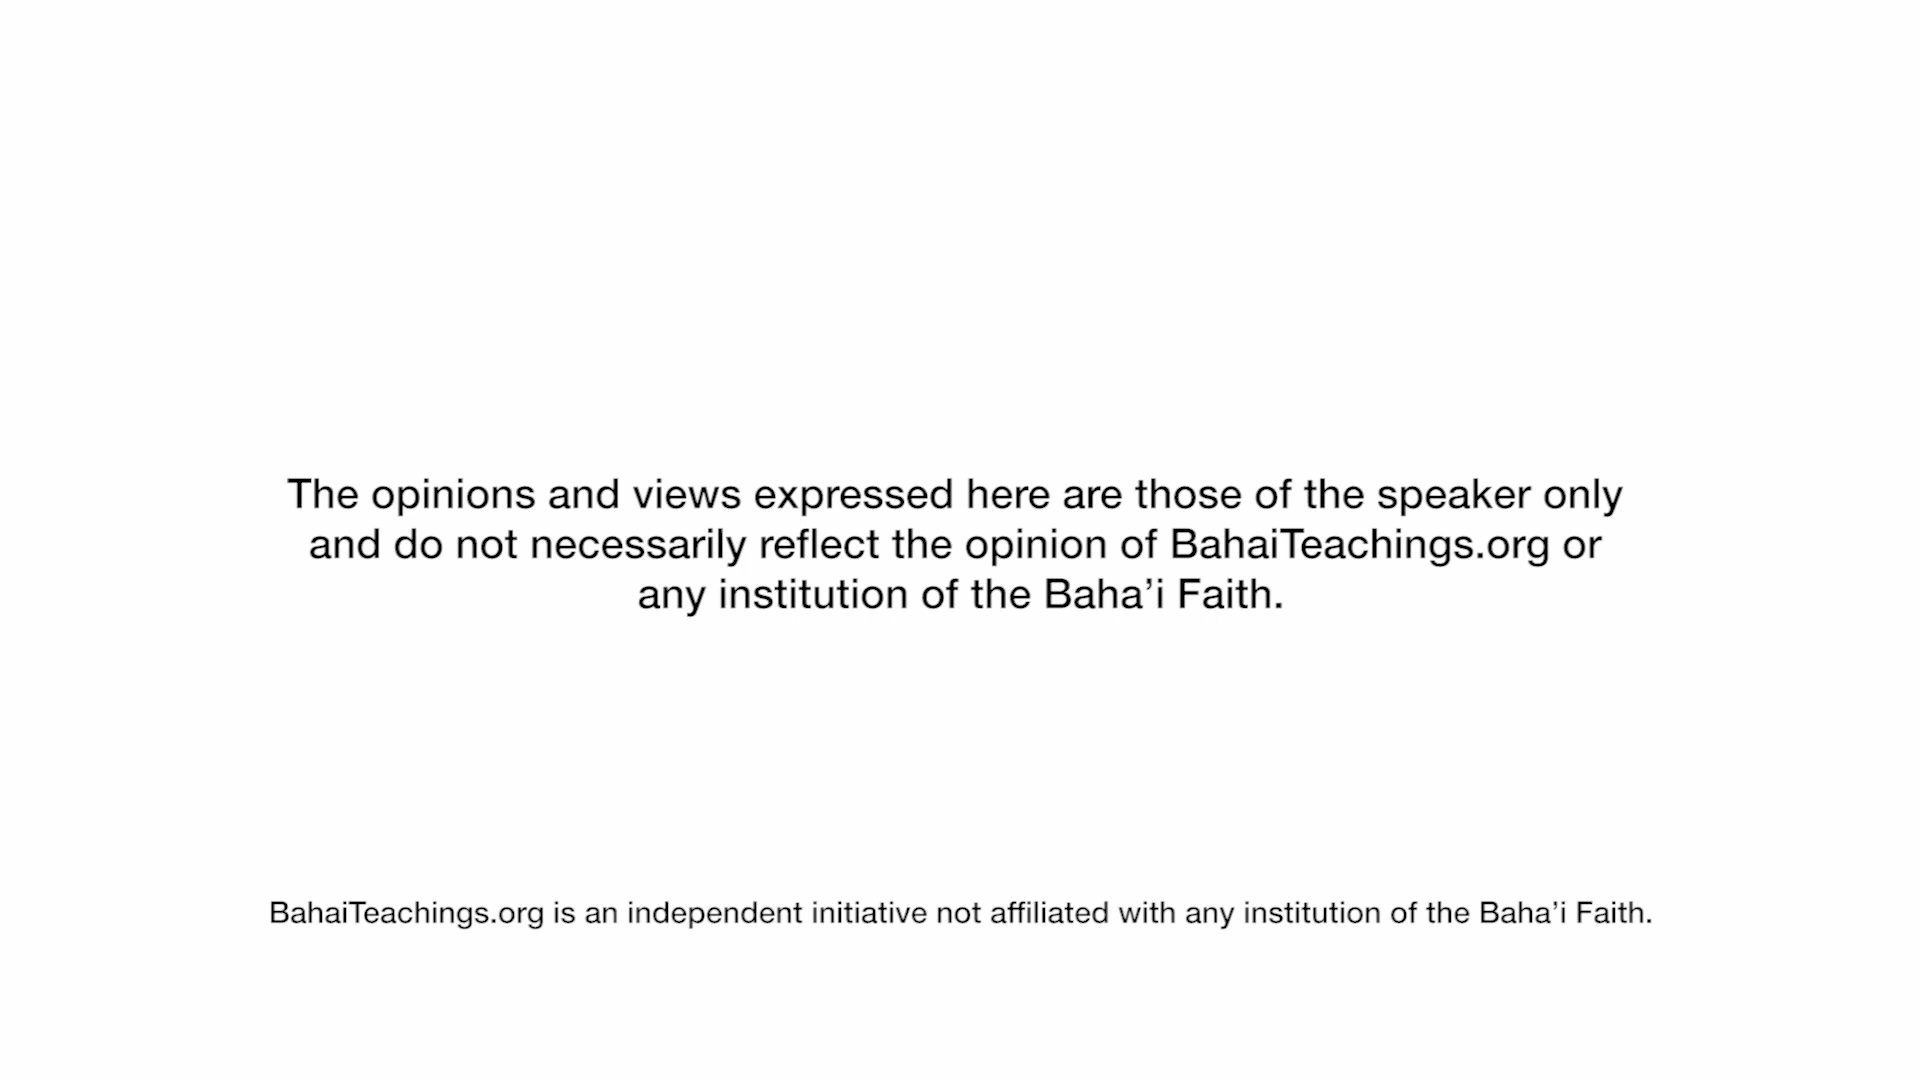 The opinions and views expressed here are those of the speaker only
and do not necessarily reflect the opinion of BahaiTeachings.org or
any institution of the Baha’i Faith.
BahaiTeachings.org is an independent initiative not affiliated with any institution of the Baha’i Faith.